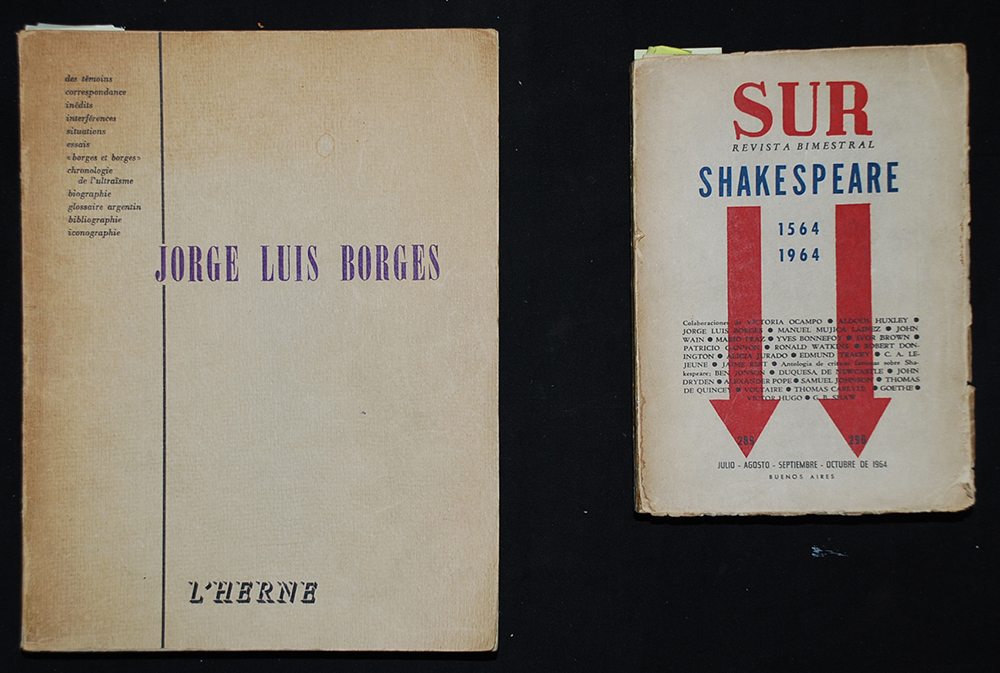 des témoins
correspondance
inédits
interférences
situations
essais
«borges et borges»
chronologie
de l'ultraïsme
biographie
glossaire argentin
bibliographie
iconographie
JORGE LUIS BORGES
L'HERNE
SUR
REVISTA BIMESTRAL
SHAKESPEARE
1564
1964
Colaboraciones de VICTORIA OCAMPO ● ALDOUS HUXLEY ●
JORGE LUIS BORGES ● MANUEL MUJICA LAINEZ ● JOHN
WAIN ● MARIO PRAZ ● YVES BONNEFOY ● IVOR BROWN ●
PATRICIO GANNON ● RONALD WATKINS ● ROBERT DON-
INGTON ● ALICIA JURADO ● EDMUND TRACEY ● C. A. LE-
JEUNE ● JAIME REST ● Antología de críticas famosas sobre Sha-
kespeare; BEN JONSON ● DUQUESA DE NEWCASTLE ● JOHN
DRYDEN ● ALEXANDER POPE ● SAMUEL JOHNSON ● THOMAS
DE QUINCEY ● VOLTAIRE ● THOMAS CARLYLE ● GOETHE ●
VICTOR HUGO ● G. B. SHAW
289 290
JULIO - AGOSTO - SEPTIEMBRE - OCTUBRE DE 1964
BUENOS AIRES